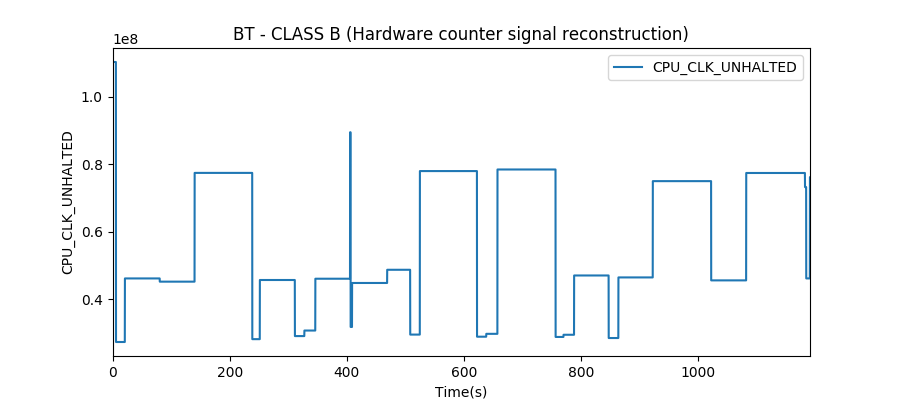 BT - CLASS B (Hardware counter signal reconstruction)
1e8
CPU_CLK_UNHALTED
1.0
0.8
0.6
0.4
CPU_CLK_UNHALTED
0 200 400 600 800 1000
Time(s)